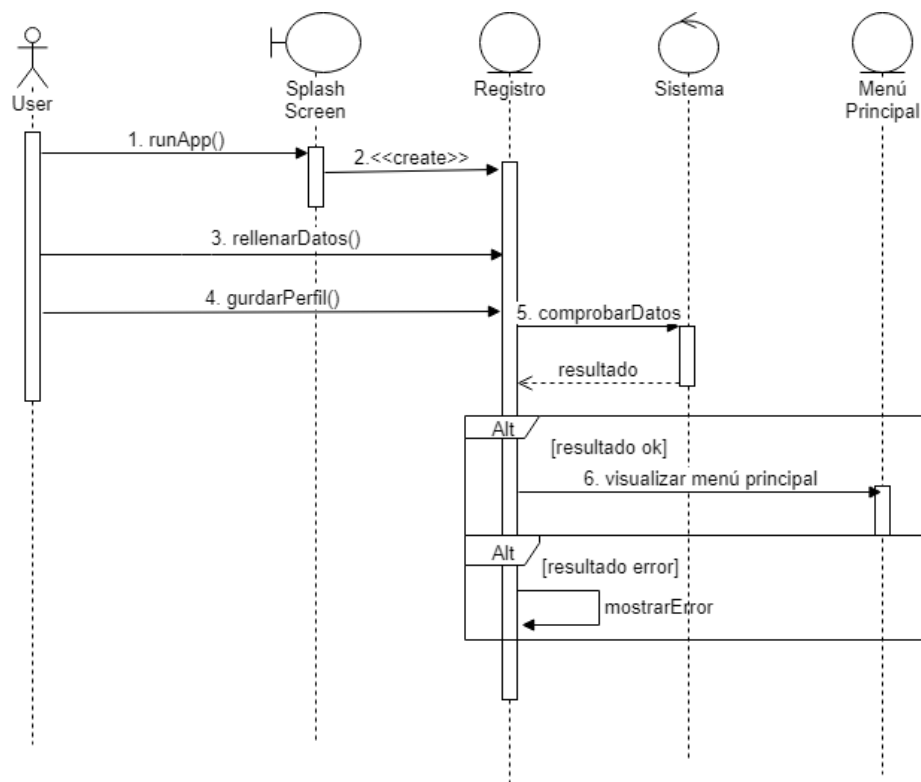 User
Splash
Screen
Registro
Sistema
Menú
Principal
1. runApp()
2.<<create>>
3. rellenarDatos()
4. gurdarPerfil()
5. comprobarDatos
resultado
Alt
[resultado ok]
6. visualizar menú principal
Alt
[resultado error]
mostrarError